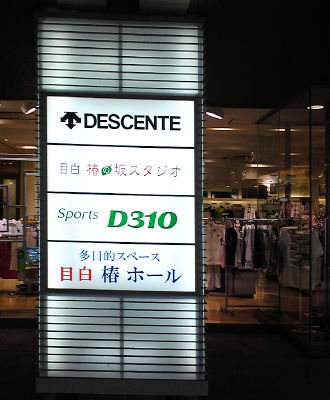 DESCENTE
目白 椿の坂スタジオ
Sports D310
多目的スペース
目白 椿 ホール